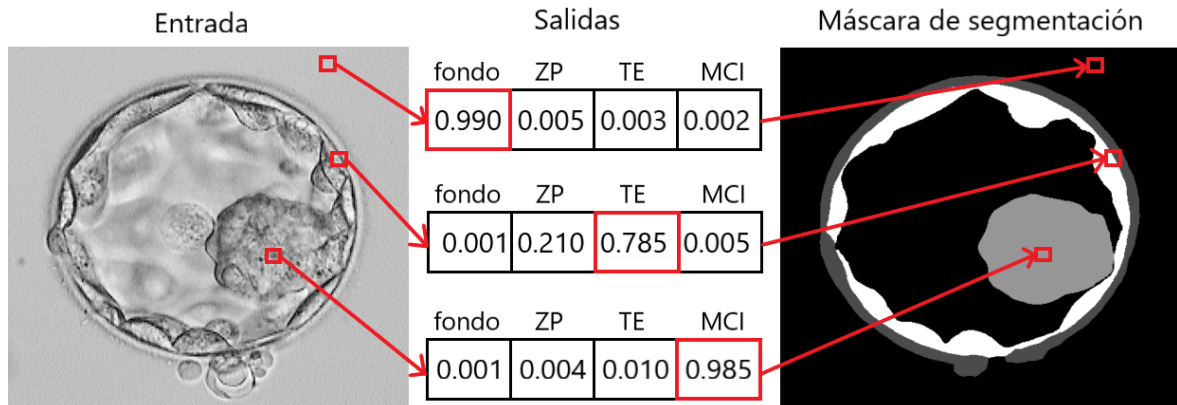 Entrada
Salidas
Máscara de segmentación
fondo ZP TE MCI
0.990 0.005 0.003 0.002
fondo ZP TE MCI
0.001 0.210 0.785 0.005
fondo ZP TE MCI
0.001 0.004 0.010 0.985